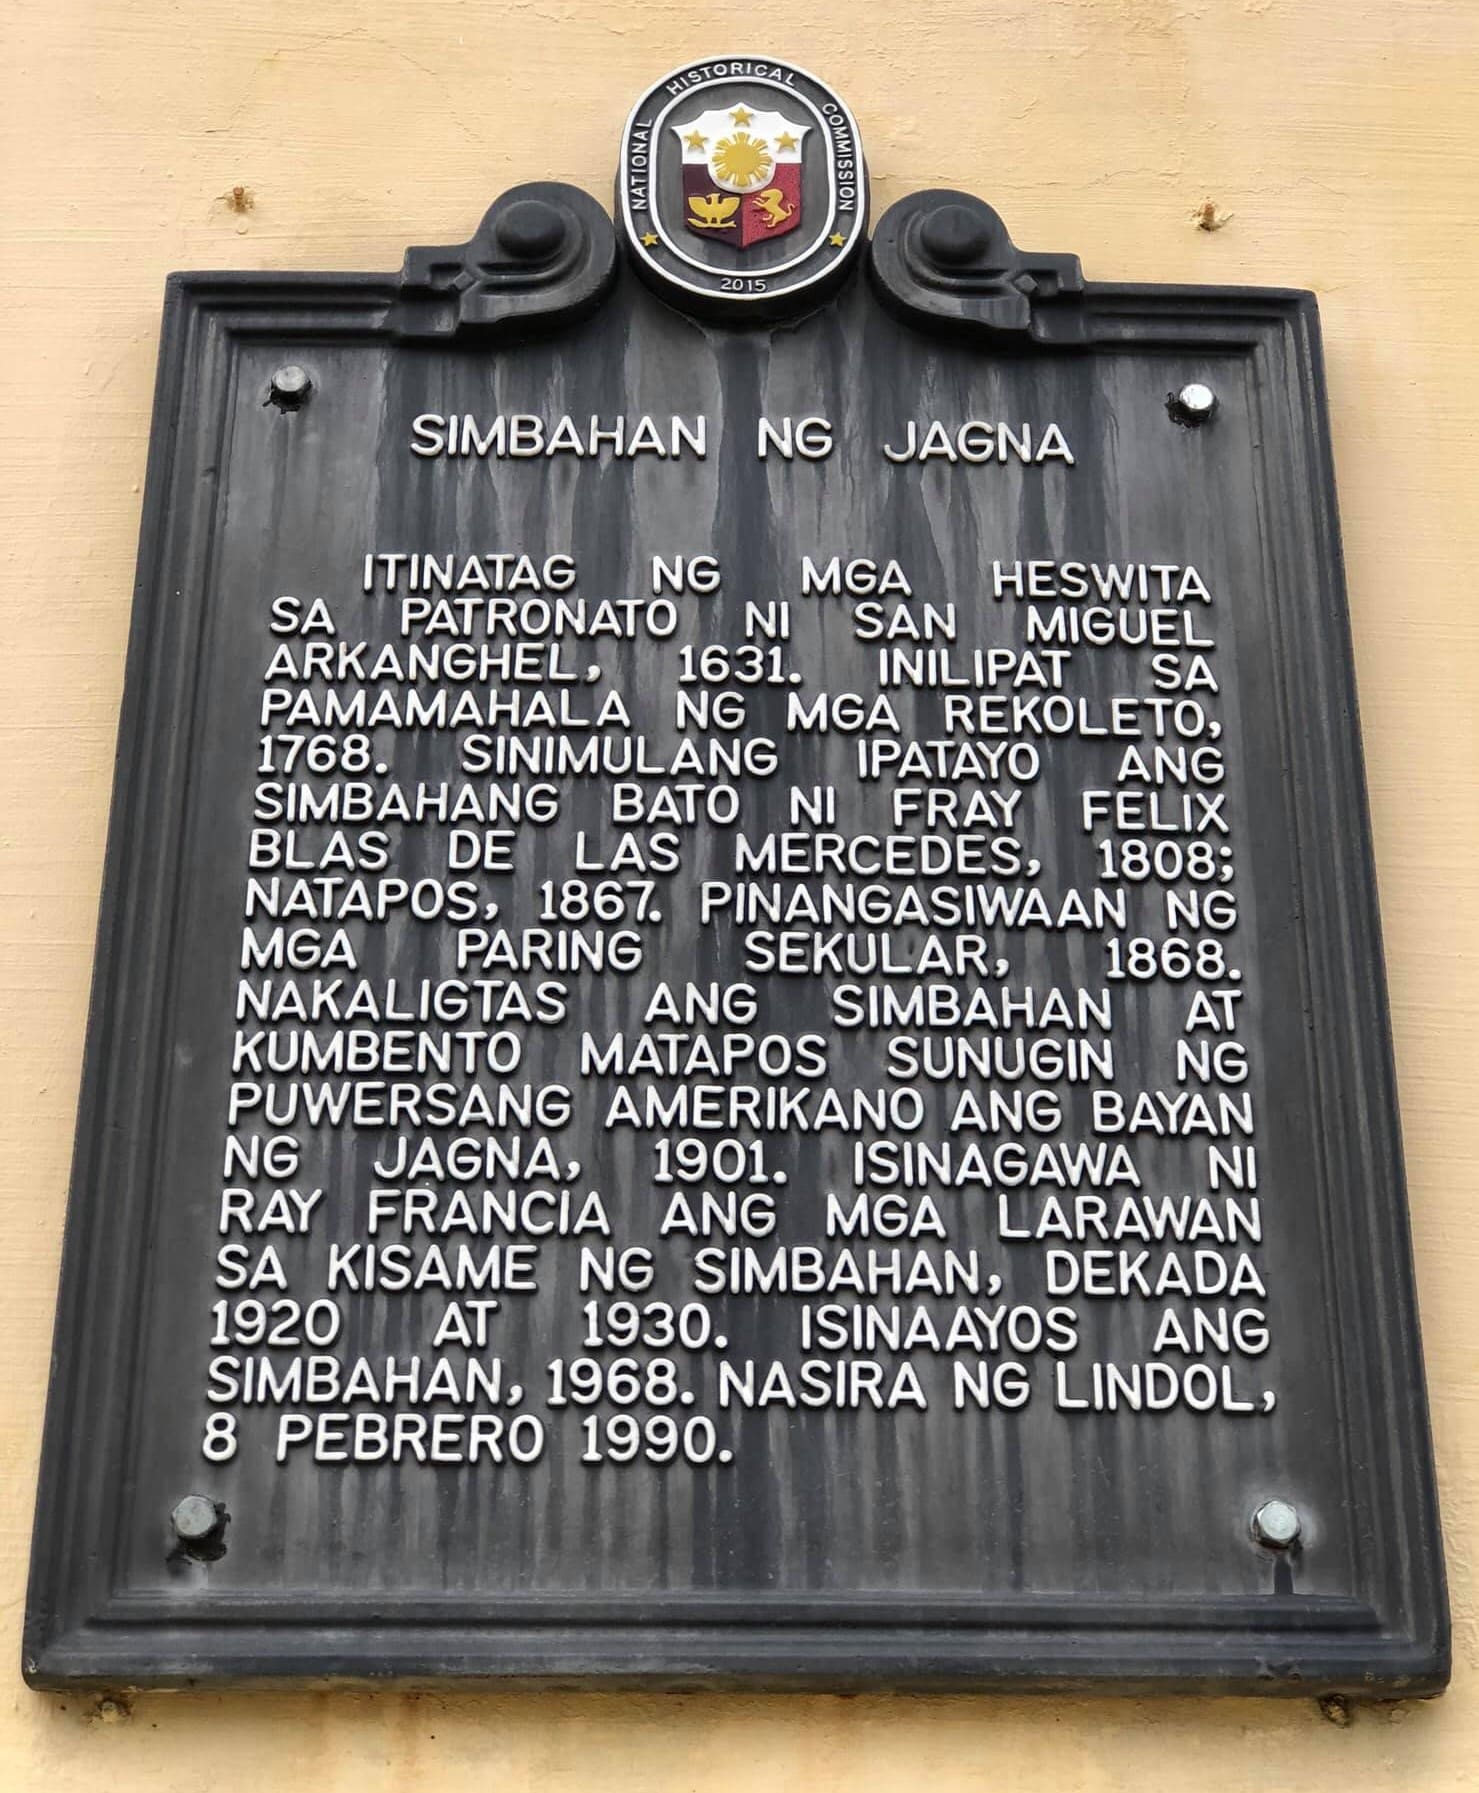 NATIONAL HISTORICAL COMMISSION
2015
SIMBAHAN NG JAGNA
ITINATAG NG MGA HESWITA
SA PATRONATO NI SAN MIGUEL
ARKANGHEL, 1631. INILIPAT SA
PAMAMAHALA NG MGA REKOLETO,
1768. SINIMULANG IPATAYO ANG
SIMBAHANG BATO NI FRAY FELIX
BLAS DE LAS MERCEDES, 1808;
NATAPOS, 1867. PINANGASIWAAN NG
MGA PARING SEKULAR, 1868.
NAKALIGTAS ANG SIMBAHAN AT
KUMBENTO MATAPOS SUNUGIN NG
PUWERSANG AMERIKANO ANG BAYAN
NG JAGNA, 1901. ISINAGAWA NI
RAY FRANCIA ANG MGA LARAWAN
SA KISAME NG SIMBAHAN, DEKADA
1920 AT 1930. ISINAAYOS ANG
SIMBAHAN, 1968. NASIRA NG LINDOL,
8 PEBRERO 1990.